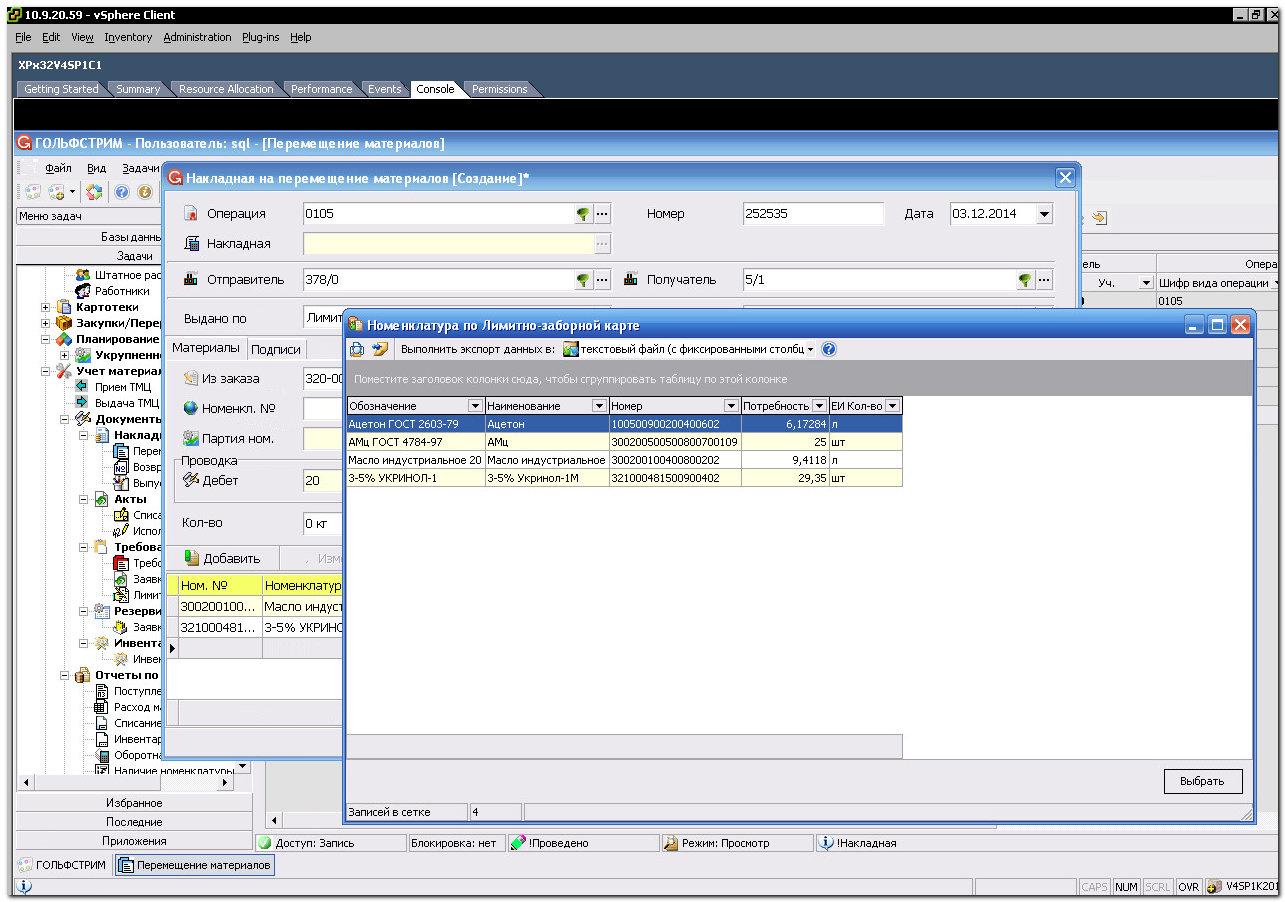 10.9.20.59 - vSphere Client
File Edit View Inventory Administration Plug-ins Help
XPx32V4SP1C1
Getting Started Summary Resource Allocation Performance Events Console Permissions
ГОЛЬФСТРИМ - Пользователь: sql - [Перемещение материалов]
Файл Вид Задачи
Меню задач
Базы данн
Задачи
Штатное рас
Работники
Картотеки
Закупки/Пере
Планирование
Укрупненн
Учет материал
Прием ТМЦ
Выдача ТМЦ
Документы
Наклад
Перем
Возвр
Выпу
Акты
Списа
Испол
Требова
Требо
Заявк
Лимит
Резерви
Заявк
Инвента
Инвен
Отчеты по
Поступле
Расход м
Списание
Инвентар
Оборотна
Наличие номенклатуры
Избранное
Последние
Приложения
Накладная на перемещение материалов [Создание]*
Операция 0105 ... Номер 252535 Дата 03.12.2014
Накладная ...
Отправитель 378/0 ... Получатель 5/1 ...
Выдано по Лимит
Материалы Подписи
Из заказа 320-00
Номенкл. №
Партия ном.
Проводка
Дебет 20
Кол-во 0 кг
Добавить Изме
Ном. № Номенклатур
300200100... Масло индуст
321000481... 3-5% УКРИНО
ель Опера
Уч. Шифр вида операции
0105
Номенклатура по Лимитно-заборной карте
Выполнить экспорт данных в: текстовый файл (с фиксированными столбц
Поместите заголовок колонки сюда, чтобы сгруппировать таблицу по этой колонке
Обозначение Наименование Номер Потребность ЕИ Кол-во
Ацетон ГОСТ 2603-79 Ацетон 100500900200400602 6,17284 л
АМц ГОСТ 4784-97 АМц 300200500500800700109 25 шт
Масло индустриальное 20 Масло индустриальное 300200100400800202 9,4118 л
3-5% УКРИНОЛ-1 3-5% Укринол-1М 321000481500900402 29,35 шт
Выбрать
Записей в сетке 4
Доступ: Запись Блокировка: нет !Проведено Режим: Просмотр !Накладная
ГОЛЬФСТРИМ Перемещение материалов
CAPS NUM SCRL OVR V4SP1K201